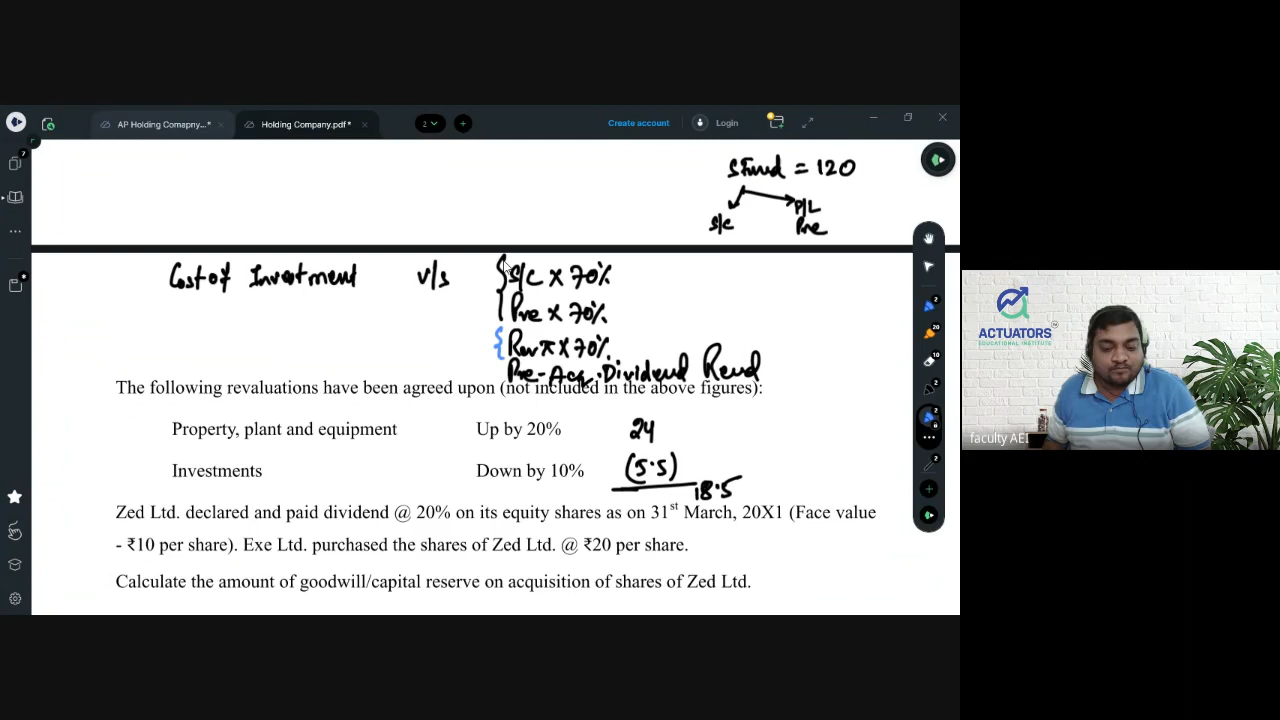 AP Holding Comapny...*
Holding Company.pdf*
2
Create account
Login
SFund = 120
S/C
P/L
Pre
Cost of Investment v/s
S/C X 70%
Pre X 70%
Rev π X 70%
Pre-Acq. Dividend Rend
The following revaluations have been agreed upon (not included in the above figures):
Property, plant and equipment Up by 20% 24
Investments Down by 10% (5.5)
18.5
Zed Ltd. declared and paid dividend @ 20% on its equity shares as on 31st March, 20X1 (Face value
- ₹10 per share). Exe Ltd. purchased the shares of Zed Ltd. @ ₹20 per share.
Calculate the amount of goodwill/capital reserve on acquisition of shares of Zed Ltd.
ACTUATORS
EDUCATIONAL INSTITUTE
faculty AEI